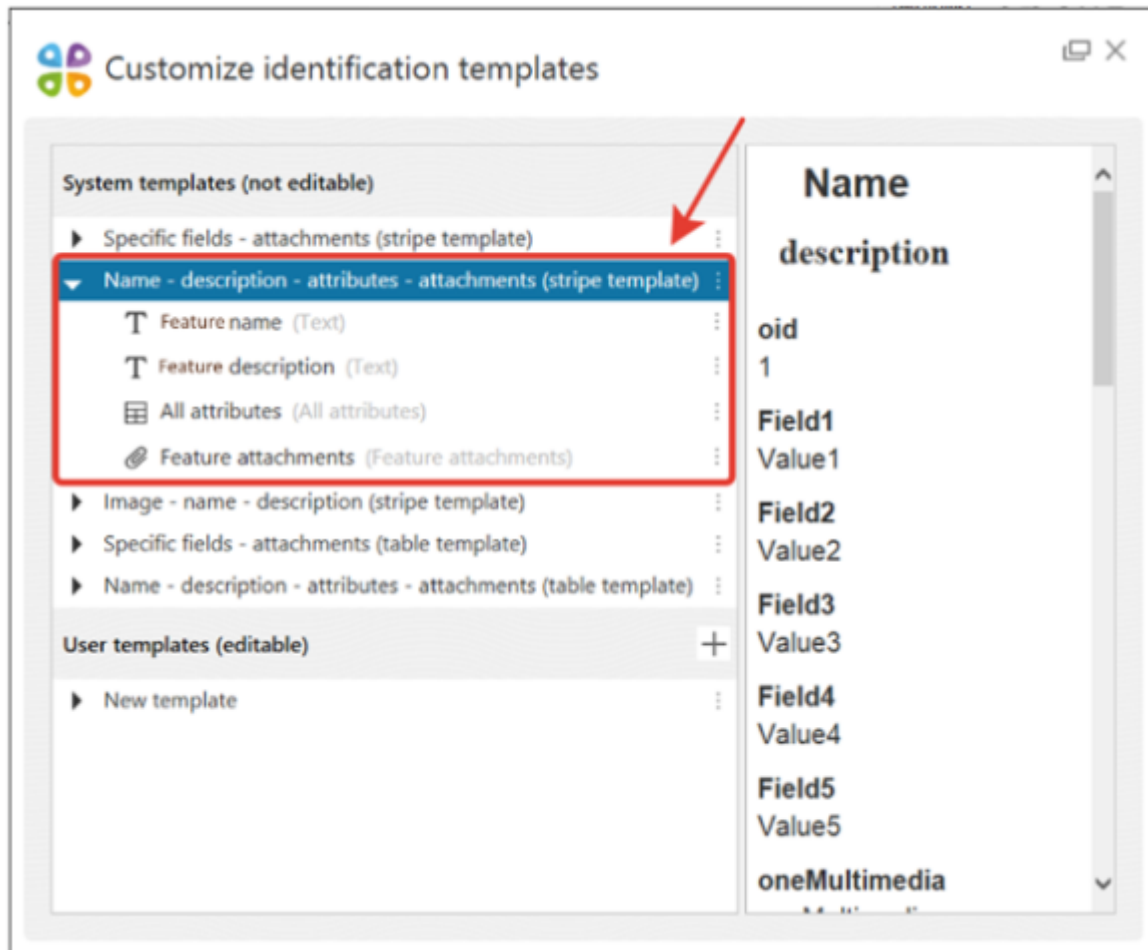 Customize identification templates
System templates (not editable)
Specific fields - attachments (stripe template)
Name - description - attributes - attachments (stripe template)
Feature name (Text)
Feature description (Text)
All attributes (All attributes)
Feature attachments (Feature attachments)
Image - name - description (stripe template)
Specific fields - attachments (table template)
Name - description - attributes - attachments (table template)
User templates (editable)
New template
Name
description
oid
1
Field1
Value1
Field2
Value2
Field3
Value3
Field4
Value4
Field5
Value5
oneMultimedia